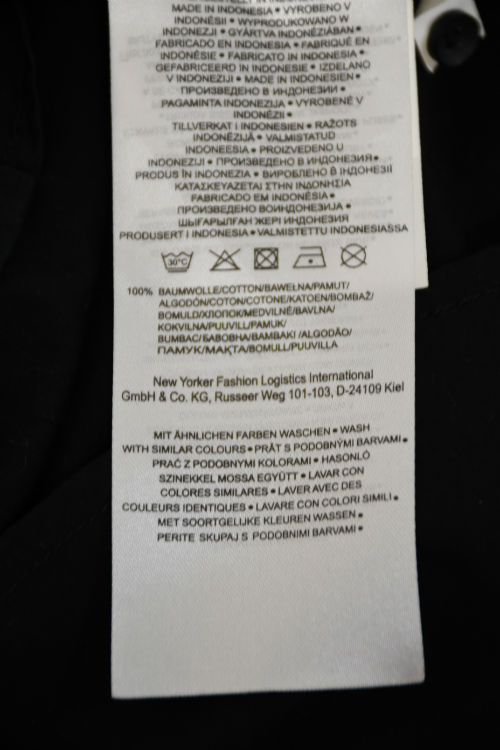 MADE IN INDONESIA • VYROBENO V
INDONÉSII • WYPRODUKOWANO W
INDONEZJI • GYÁRTVA INDONÉZIÁBAN •
FABRICADO EN INDONESIA • FABRIQUÉ EN
INDONÉSIE • FABRICATO IN INDONESIA •
GEFABRICEERD IN INDONESIE • IZDELANO
V INDONEZIJI • MADE IN INDONESIEN •
ПРОИЗВЕДЕНО В ИНДОНЕЗИИ •
PAGAMINTA INDONEZIJA • VYROBENÉ V
INDONÉZII •
TILLVERKAT I INDONESIEN • RAŽOTS
INDONĒZIJĀ • VALMISTATUD
INDONEESIA • PROIZVEDENO U
INDONEZIJI • ПРОИЗВЕДЕНО В ИНДОНЕЗИЯ •
PRODUS ÎN INDONEZIA • ВИРОБЛЕНО В ІНДОНЕЗІЇ
ΚΑΤΑΣΚΕΥΑΖΕΤΑΙ ΣΤΗΝ ΙΝΔΟΝΗΣΙΑ
FABRICADO EM INDONÉSIA •
ПРОИЗВЕДЕНО ВОИНДОНЕЗИЈА •
ШЫҒАРЫЛҒАН ЖЕРІ ИНДОНЕЗИЯ
PRODUSERT I INDONESIA • VALMISTETTU INDONESIASSA
30°C
100% BAUMWOLLE/COTTON/BAWEŁNA/PAMUT/
ALGODÓN/COTON/COTONE/KATOEN/BOMBAŽ/
BOMULD/ХЛОПОК/MEDVILNĖ/BAVLNA/
KOKVILNA/PUUVILL/PAMUK/
BUMBAC/БАВОВНА/ΒΑΜΒΑΚΙ /ALGODÃO/
ПАМУК/МАҚТА/BOMULL/PUUVILLA
New Yorker Fashion Logistics International
GmbH & Co. KG, Russeer Weg 101-103, D-24109 Kiel
MIT ÄHNLICHEN FARBEN WASCHEN • WASH
WITH SIMILAR COLOURS • PRÁT S PODOBNÝMI BARVAMI •
PRAĆ Z PODOBNYMI KOLORAMI • HASONLÓ
SZINEKKEL MOSSA EGYÜTT • LAVAR CON
COLORES SIMILARES • LAVER AVEC DES
COULEURS IDENTIQUES • LAVARE CON COLORI SIMILI •
MET SOORTGELIJKE KLEUREN WASSEN •
PERITE SKUPAJ S PODOBNIMI BARVAMI •